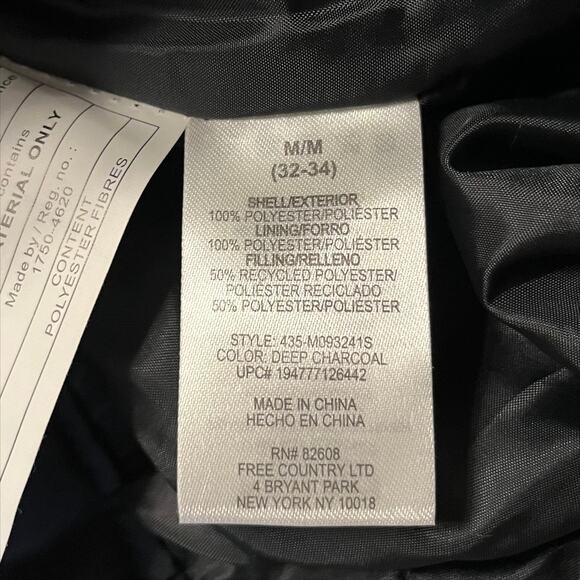 contains
TERIAL ONLY
Made by / Reg. no. :
1750-4620
CONTENT
POLYESTER FIBRES
M/M
(32-34)
SHELL/EXTERIOR
100% POLYESTER/POLIÉSTER
LINING/FORRO
100% POLYESTER/POLIÉSTER
FILLING/RELLENO
50% RECYCLED POLYESTER/
POLIÉSTER RECICLADO
50% POLYESTER/POLIÉSTER
STYLE: 435-M093241S
COLOR: DEEP CHARCOAL
UPC# 194777126442
MADE IN CHINA
HECHO EN CHINA
RN# 82608
FREE COUNTRY LTD
4 BRYANT PARK
NEW YORK NY 10018